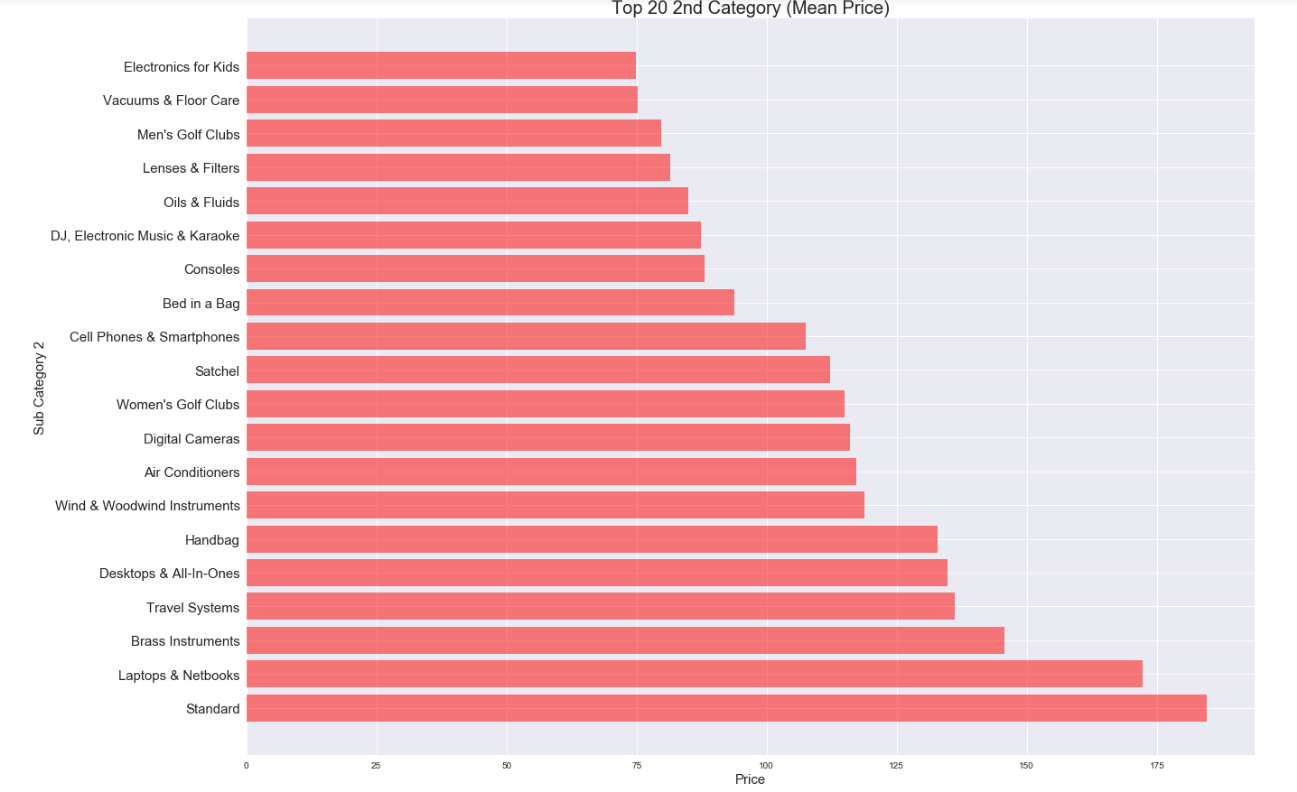 Top 20 2nd Category (Mean Price)
Electronics for Kids
Vacuums & Floor Care
Men's Golf Clubs
Lenses & Filters
Oils & Fluids
DJ, Electronic Music & Karaoke
Consoles
Bed in a Bag
Cell Phones & Smartphones
Satchel
Women's Golf Clubs
Digital Cameras
Air Conditioners
Wind & Woodwind Instruments
Handbag
Desktops & All-In-Ones
Travel Systems
Brass Instruments
Laptops & Netbooks
Standard
Sub Category 2
0 25 50 75 100 125 150 175
Price